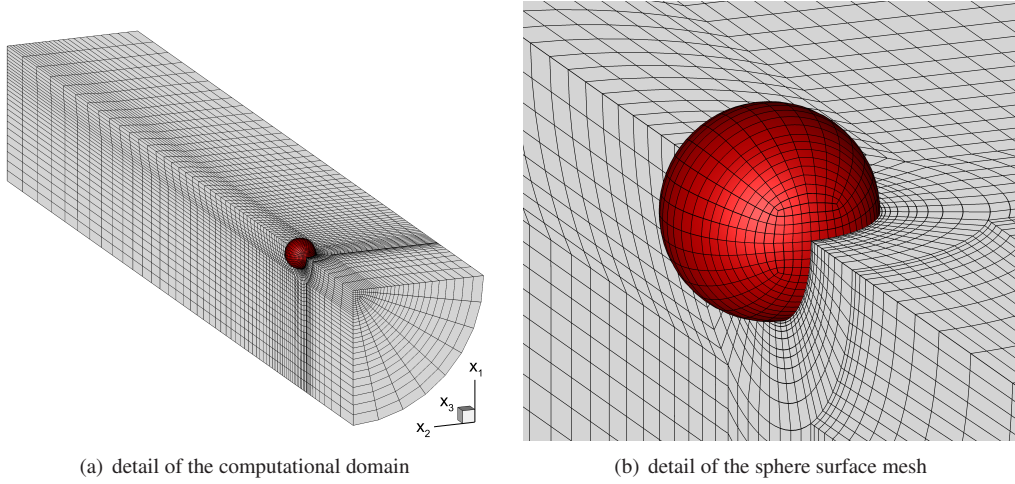 x1
x3
x2
(a) detail of the computational domain
(b) detail of the sphere surface mesh